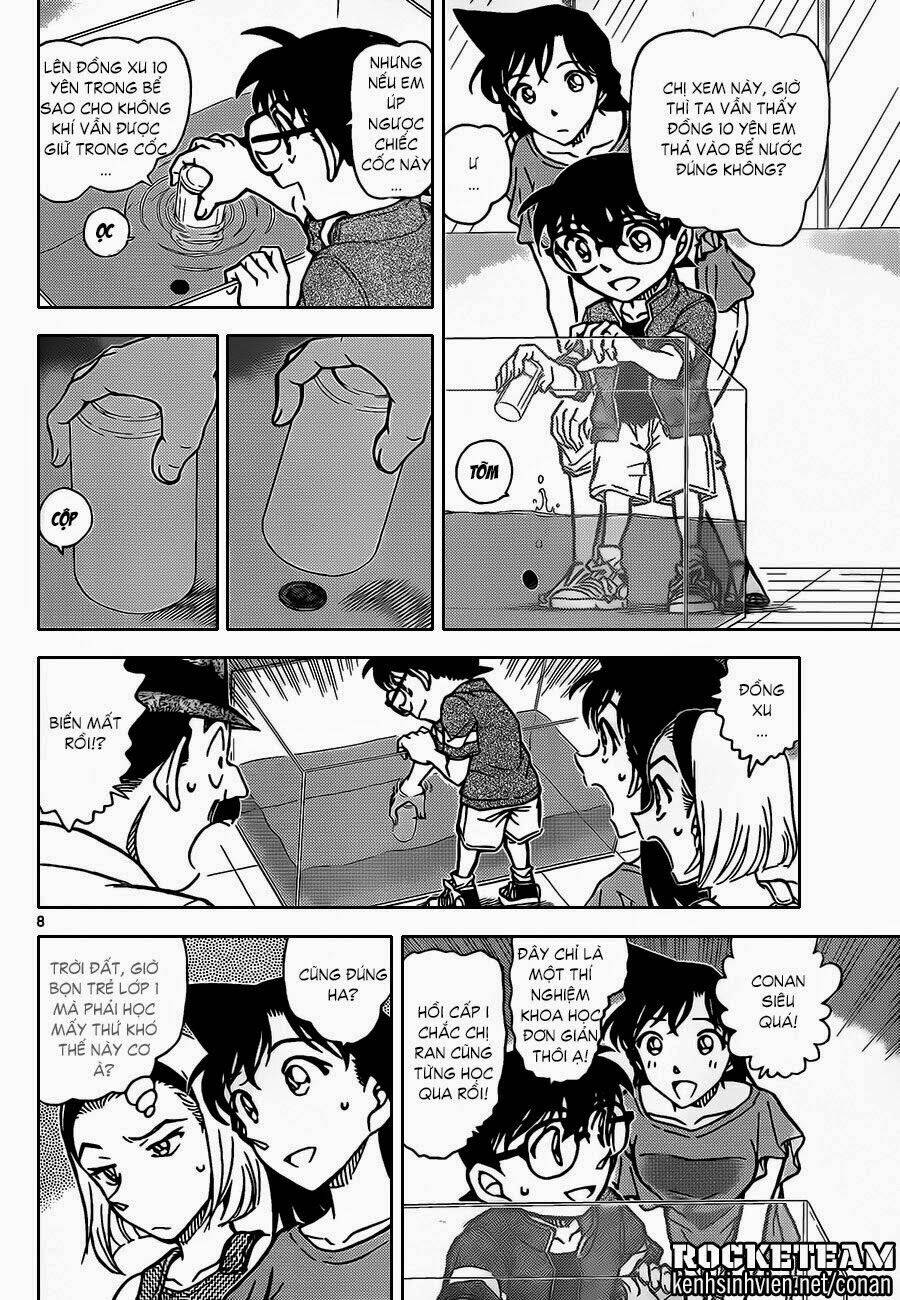 CHỊ XEM NÀY, GIỜ
THÌ TA VẪN THẤY
ĐỒNG 10 YÊN EM
THẢ VÀO BỂ NƯỚC
ĐÚNG KHÔNG?
Ư
...
TÕM
NHƯNG
NẾU EM
ÚP
NGƯỢC
CHIẾC
CỐC NÀY
...
LÊN ĐỒNG XU 10
YÊN TRONG BỂ
SAO CHO KHÔNG
KHÍ VẪN ĐƯỢC
GIỮ TRONG CỐC
...
ỌC
CỘP
ĐỒNG
XU
...
BIẾN MẤT
RỒI!?
8
CONAN
SIÊU
QUÁ!
ĐÂY CHỈ LÀ
MỘT THÍ
NGHIỆM
KHOA HỌC
ĐƠN GIẢN
THÔI Ạ!
HỒI CẤP 1
CHẮC CHỊ
RAN CŨNG
TỪNG HỌC
QUA RỒI!
CŨNG ĐÚNG
HA?
TRỜI ĐẤT, GIỜ
BỌN TRẺ LỚP 1
MÀ PHẢI HỌC
MẤY THỨ KHÓ
THẾ NÀY CƠ
À?
ROCKETEAM
kenhsinhvien.net/conan